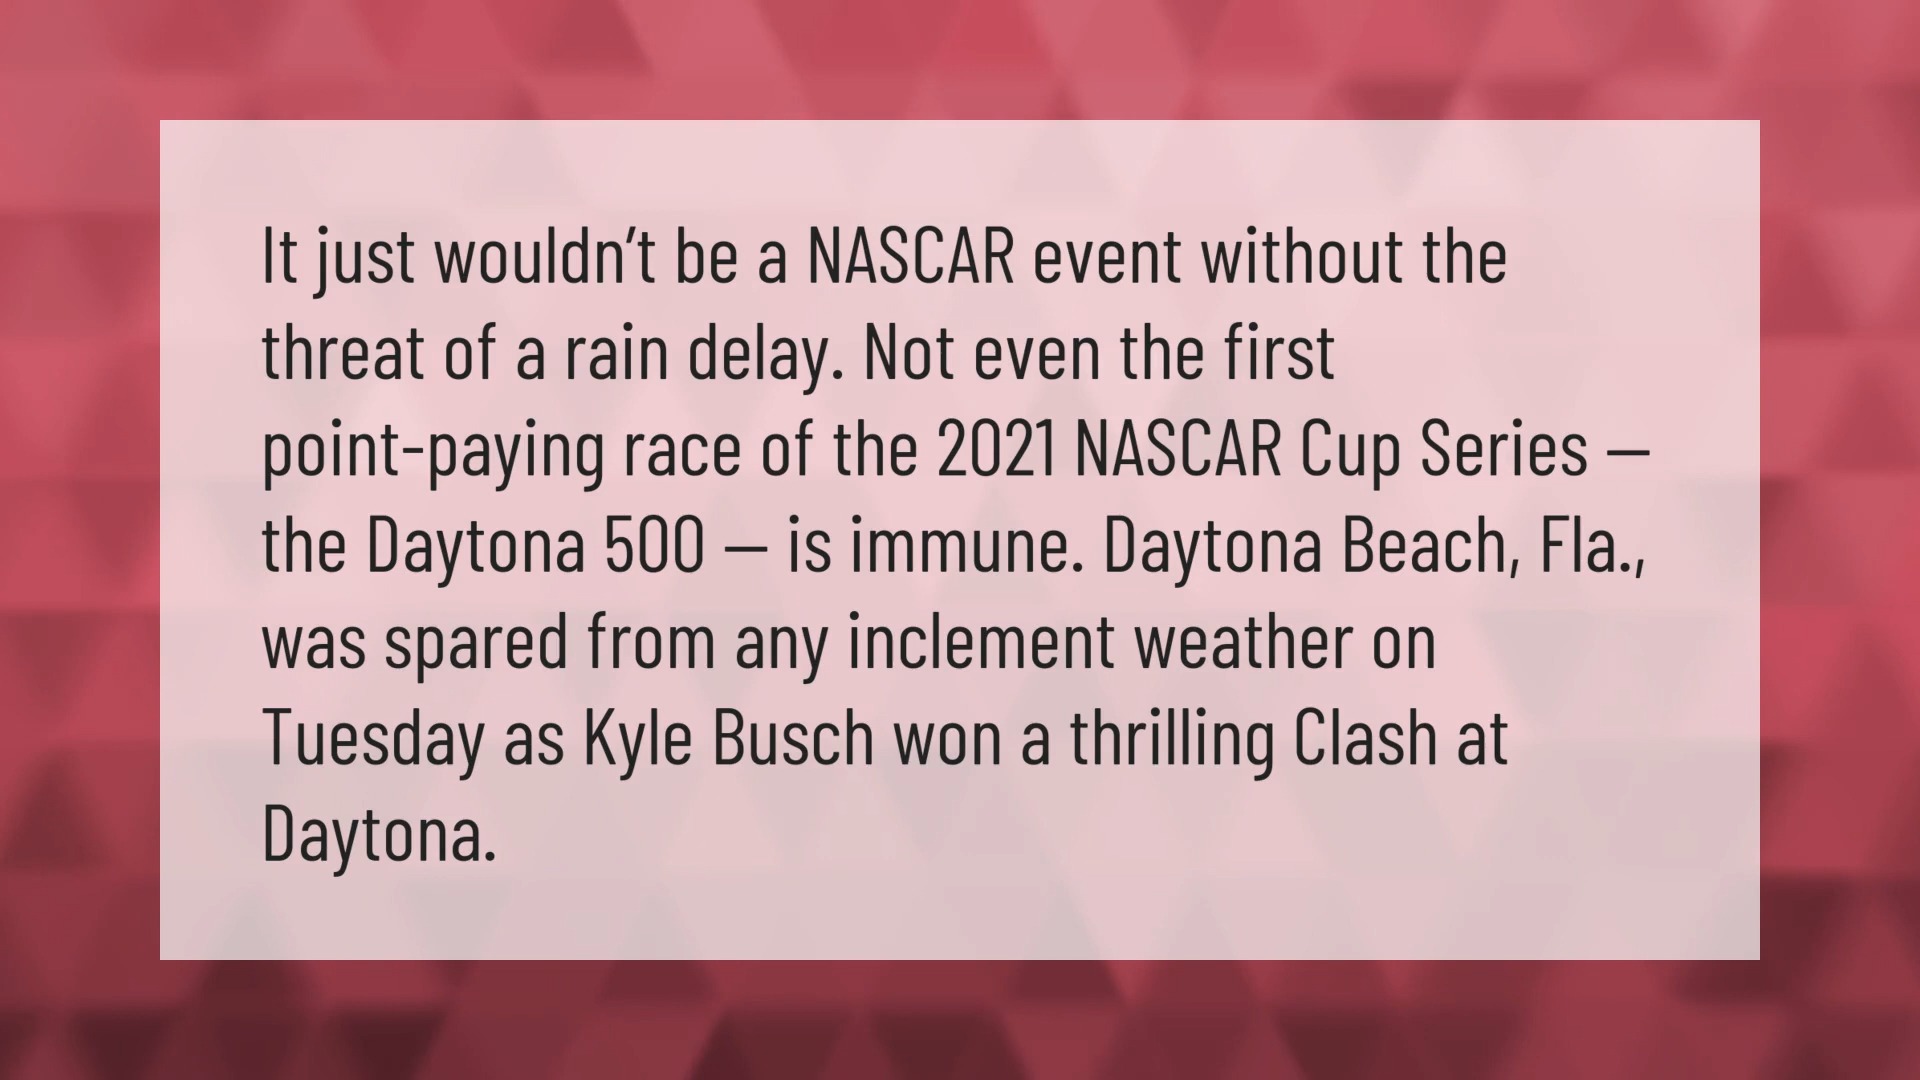 It just wouldn’t be a NASCAR event without the
threat of a rain delay. Not even the first
point-paying race of the 2021 NASCAR Cup Series —
the Daytona 500 — is immune. Daytona Beach, Fla.,
was spared from any inclement weather on
Tuesday as Kyle Busch won a thrilling Clash at
Daytona.